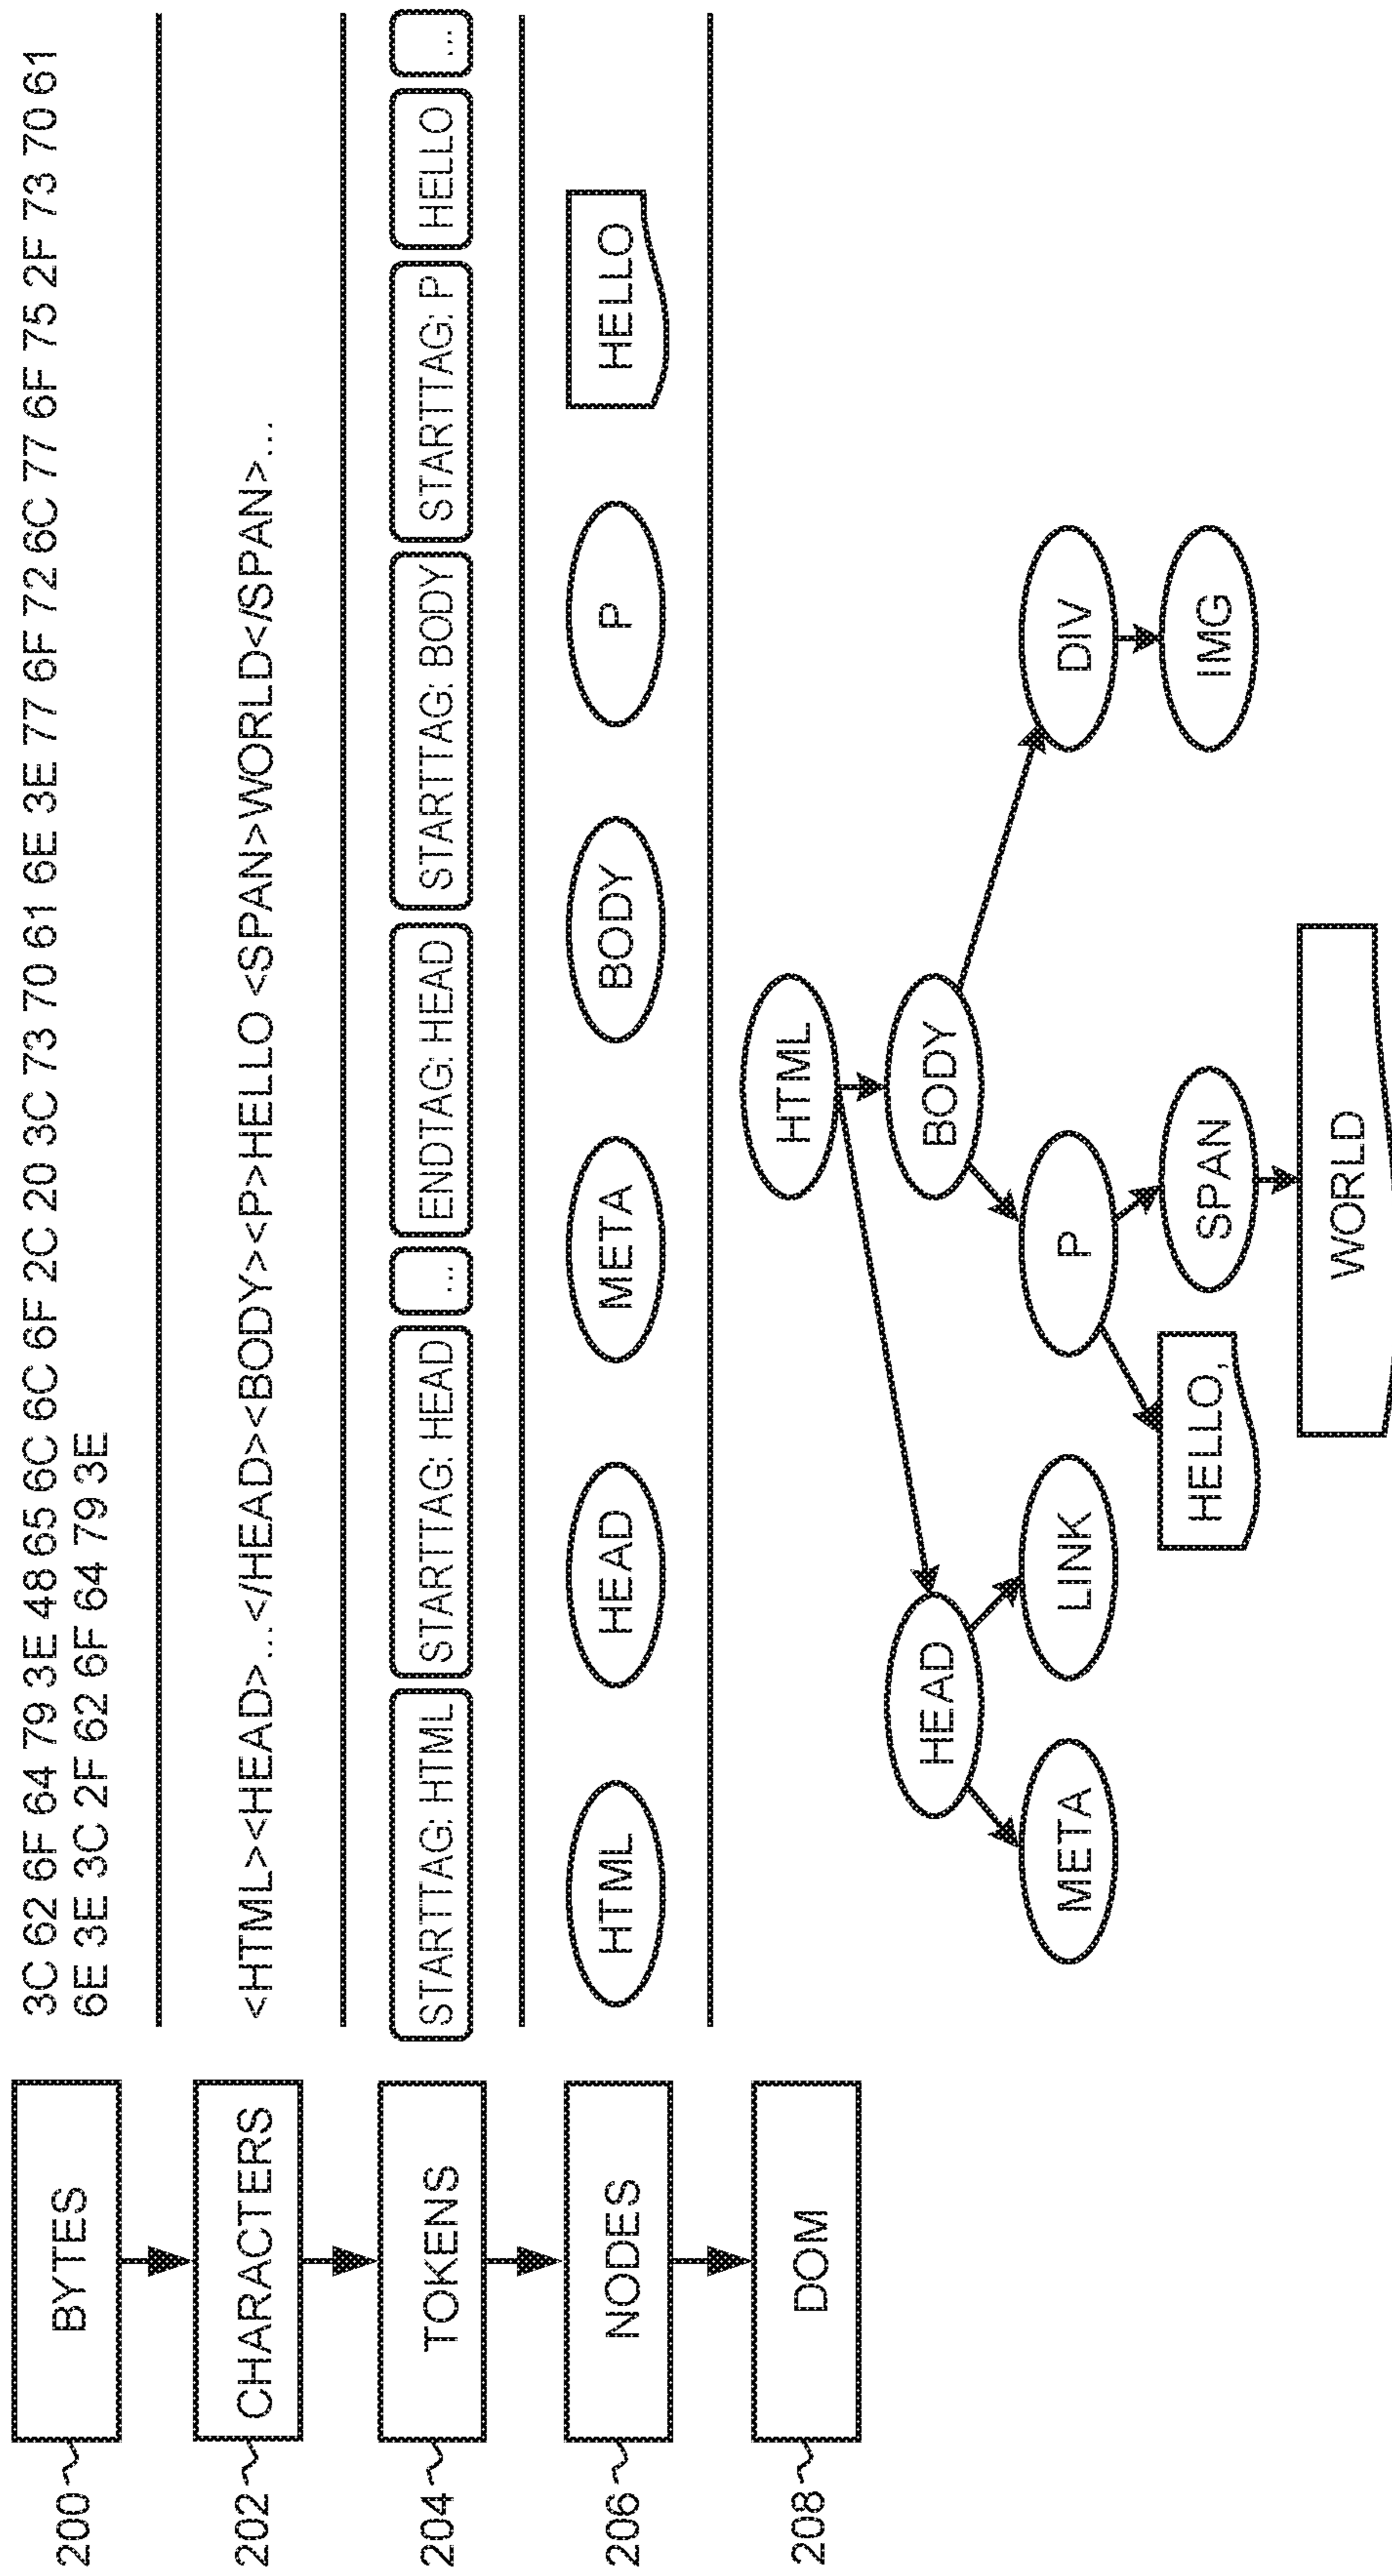 200
BYTES
3C 62 6F 64 79 3E 48 65 6C 6C 6F 2C 20 3C 73 70 61 6E 3E 77 6F 72 6C 77 6F 75 2F 73 70 61
6E 3E 3C 2F 62 6F 64 79 3E
202
CHARACTERS
<HTML><HEAD>...</HEAD><BODY><P>HELLO <SPAN>WORLD</SPAN>...
204
TOKENS
STARTTAG: HTML STARTTAG: HEAD ... ENDTAG: HEAD STARTTAG: BODY STARTTAG: P HELLO ...
206
NODES
HTML HEAD META BODY P HELLO
208
DOM
HTML
HEAD BODY
META LINK P DIV
HELLO, SPAN IMG
WORLD